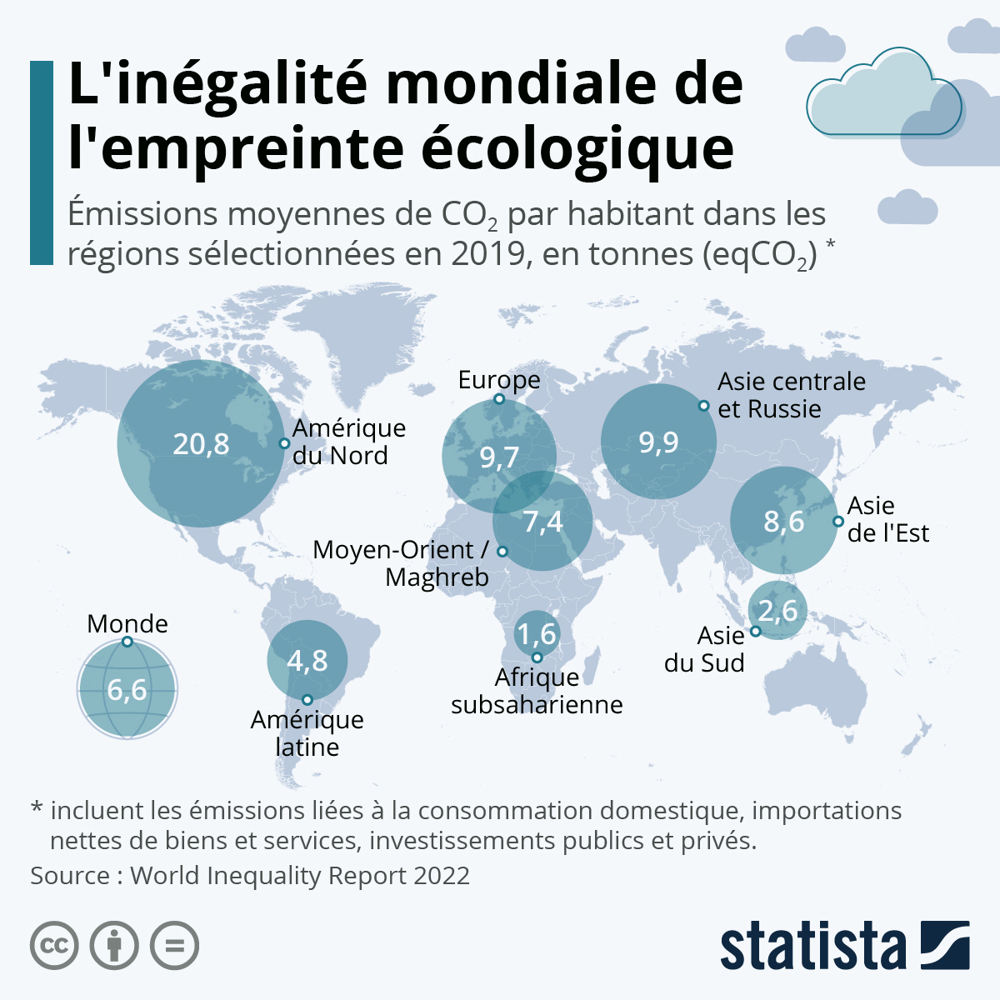 L'inégalité mondiale de
l'empreinte écologique
Émissions moyennes de CO₂ par habitant dans les
régions sélectionnées en 2019, en tonnes (eqCO₂) *
Europe
Asie centrale
et Russie
20,8
Amérique
du Nord
9,7
9,9
7,4
8,6
Asie
de l'Est
Moyen-Orient /
Maghreb
Monde
6,6
4,8
Amérique
latine
1,6
Afrique
subsaharienne
2,6
Asie
du Sud
* incluent les émissions liées à la consommation domestique, importations
nettes de biens et services, investissements publics et privés.
Source : World Inequality Report 2022
cc
statista